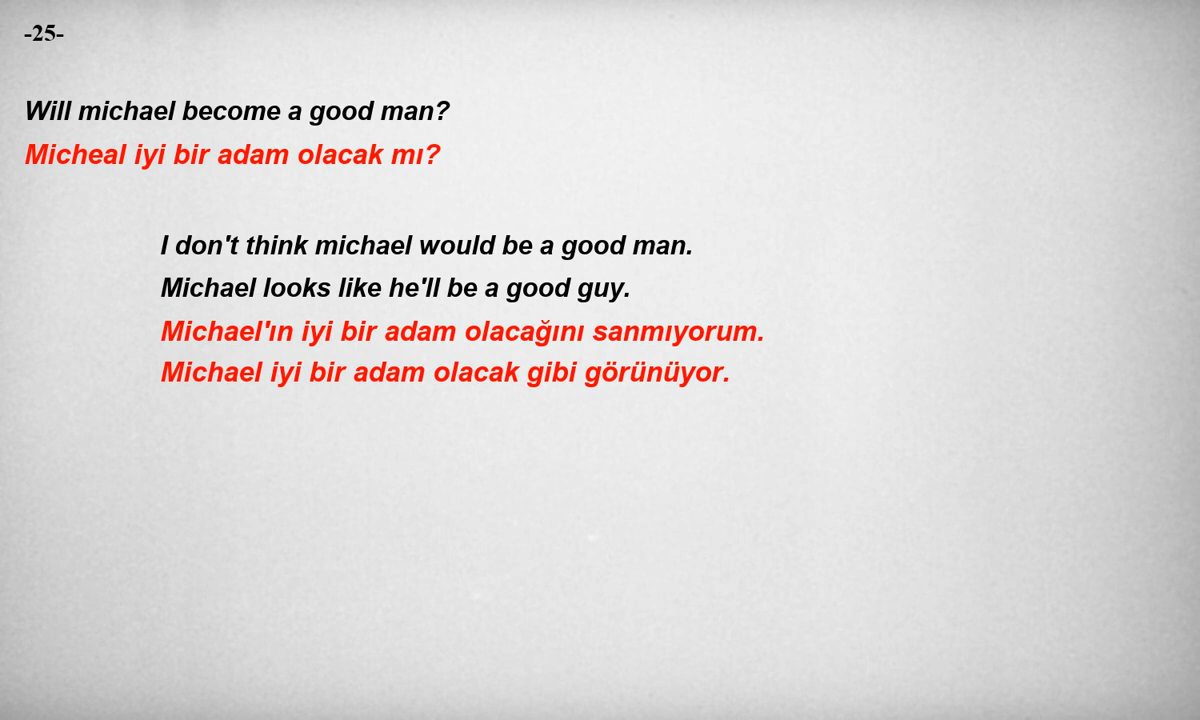 -25-
Will michael become a good man?
Micheal iyi bir adam olacak mı?
I don't think michael would be a good man.
Michael looks like he'll be a good guy.
Michael'ın iyi bir adam olacağını sanmıyorum.
Michael iyi bir adam olacak gibi görünüyor.